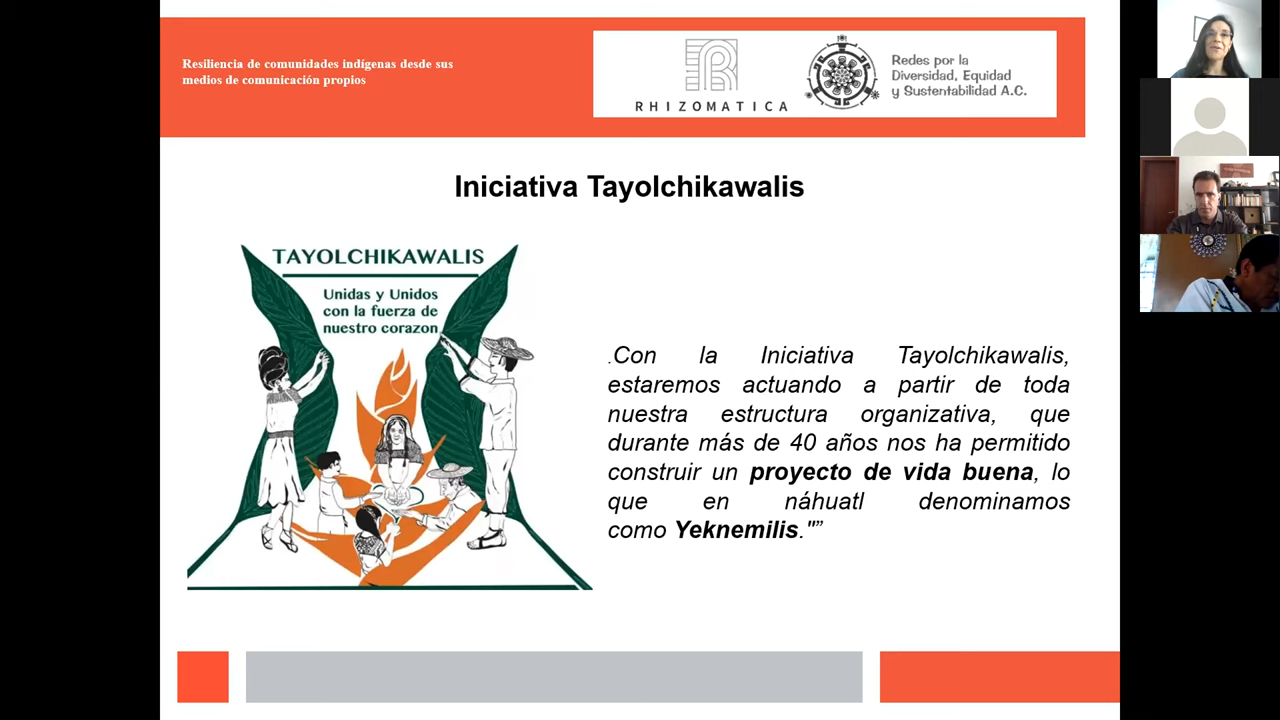 Resiliencia de comunidades indígenas desde sus
medios de comunicación propios
RHIZOMATICA
Redes por la
Diversidad, Equidad
y Sustentabilidad A.C.
Iniciativa Tayolchikawalis
TAYOLCHIKAWALIS
Unidas y Unidos
con la fuerza de
nuestro corazon
.Con la Iniciativa Tayolchikawalis,
estaremos actuando a partir de toda
nuestra estructura organizativa, que
durante más de 40 años nos ha permitido
construir un proyecto de vida buena, lo
que en náhuatl denominamos
como Yeknemilis."”